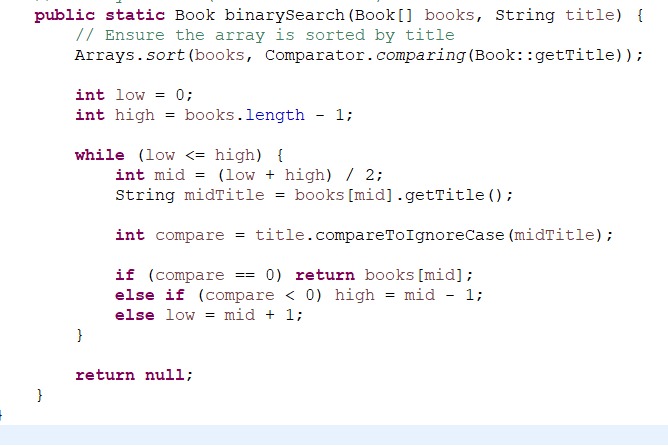 public static Book binarySearch(Book[] books, String title) {
// Ensure the array is sorted by title
Arrays.sort(books, Comparator.comparing(Book::getTitle));
int low = 0;
int high = books.length - 1;
while (low <= high) {
int mid = (low + high) / 2;
String midTitle = books[mid].getTitle();
int compare = title.compareToIgnoreCase(midTitle);
if (compare == 0) return books[mid];
else if (compare < 0) high = mid - 1;
else low = mid + 1;
}
return null;
}
}